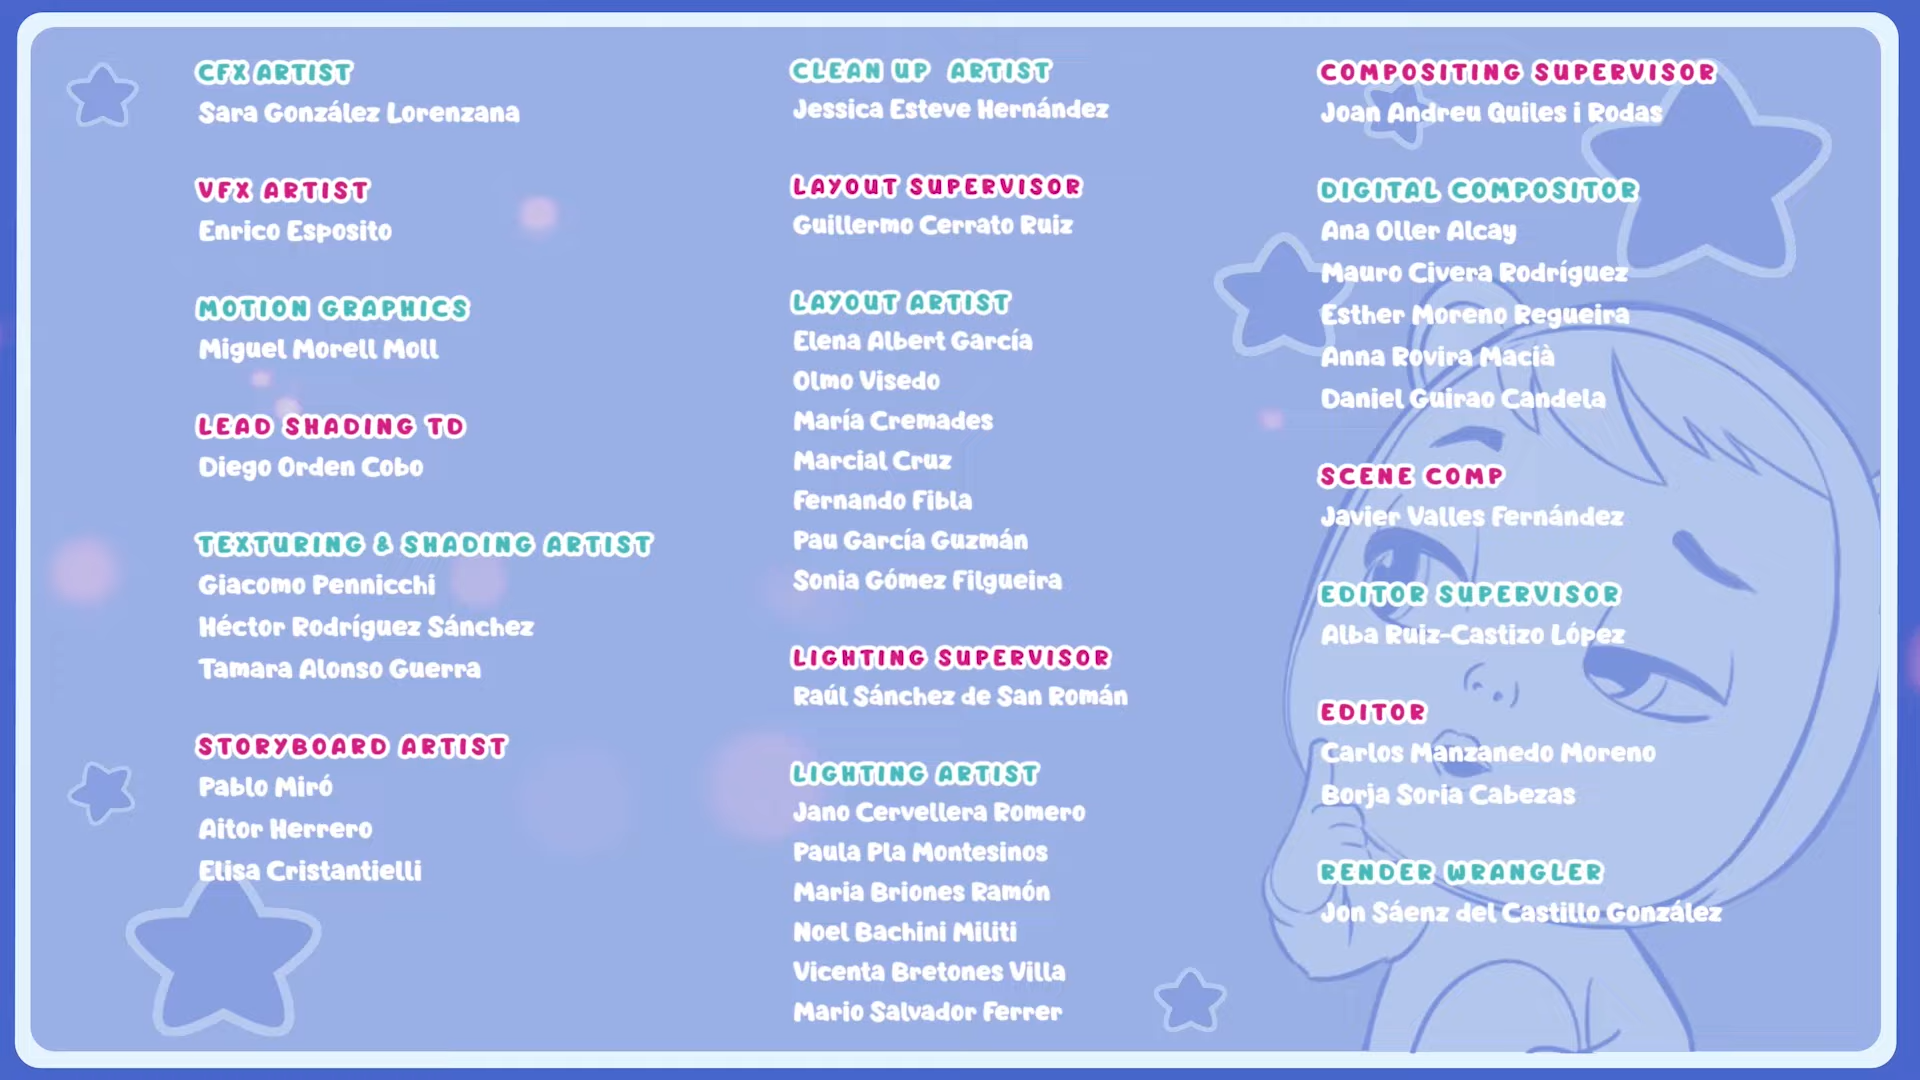 CFX ARTIST
Sara González Lorenzana
VFX ARTIST
Enrico Esposito
MOTION GRAPHICS
Miguel Morell Moll
LEAD SHADING TD
Diego Orden Cobo
TEXTURING & SHADING ARTIST
Giacomo Pennicchi
Héctor Rodríguez Sánchez
Tamara Alonso Guerra
STORYBOARD ARTIST
Pablo Miró
Aitor Herrero
Elisa Cristantielli
CLEAN UP ARTIST
Jessica Esteve Hernández
LAYOUT SUPERVISOR
Guillermo Cerrato Ruiz
LAYOUT ARTIST
Elena Albert García
Olmo Visedo
María Cremades
Marcial Cruz
Fernando Fibla
Pau García Guzmán
Sonia Gómez Filgueira
LIGHTING SUPERVISOR
Raúl Sánchez de San Román
LIGHTING ARTIST
Jano Cervellera Romero
Paula Pla Montesinos
Maria Briones Ramón
Noel Bachini Militi
Vicenta Bretones Villa
Mario Salvador Ferrer
COMPOSITING SUPERVISOR
Joan Andreu Quiles i Rodas
DIGITAL COMPOSITOR
Ana Oller Alcay
Mauro Civera Rodríguez
Esther Moreno Regueira
Anna Rovira Macià
Daniel Guirao Candela
SCENE COMP
Javier Valles Fernández
EDITOR SUPERVISOR
Alba Ruiz-Castizo López
EDITOR
Carlos Manzanedo Moreno
Borja Soria Cabezas
RENDER WRANGLER
Jon Sáenz del Castillo González